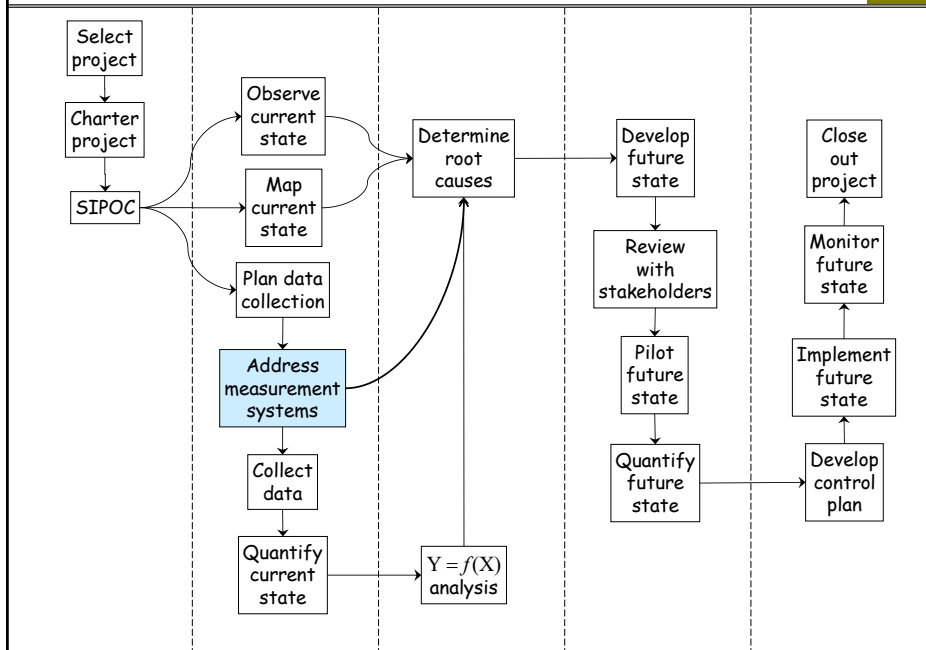 Select
project
Charter
project
SIPOC
Observe
current
state
Map
current
state
Plan data
collection
Address
measurement
systems
Collect
data
Quantify
current
state
Determine
root
causes
Y = f(X)
analysis
Develop
future
state
Review
with
stakeholders
Pilot
future
state
Quantify
future
state
Close
out
project
Monitor
future
state
Implement
future
state
Develop
control
plan